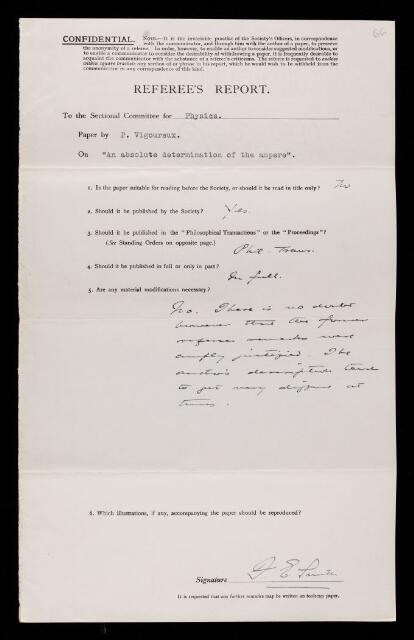 66
CONFIDENTIAL. NOTE.—It is the invariable practice of the Society's Officers, in correspondence
with the communicator, and through him with the author of a paper, to preserve
the anonymity of a referee. In order, however, to enable an author to consider suggested modifications, or
to enable a communicator to consider the desirability of withdrawing a paper, it is frequently desirable to
acquaint the communicator with the substance of a referee's criticisms. The referee is requested to enclose
within square brackets any section of or phrase in his report, which he would wish to be withheld from the
communicator or any correspondence of this kind.
REFEREE'S REPORT.
To the Sectional Committee for Physics.
Paper by P. Vigoureux.
On "An absolute determination of the ampere".
1. Is the paper suitable for reading before the Society, or should it be read in title only? No
2. Should it be published by the Society? Yes.
3. Should it be published in the "Philosophical Transactions" or the "Proceedings"?
(See Standing Orders on opposite page.)
Phil. Trans.
4. Should it be published in full or only in part?
In full.
5. Are any material modifications necessary?
No. There is no doubt
however that the former
referees remarks were
amply justified. The
author's descriptions tend
to get very diffuse at
times.
6. Which illustrations, if any, accompanying the paper should be reproduced?
Signature F. E. Smith
It is requested that any further remarks may be written on foolscap paper.